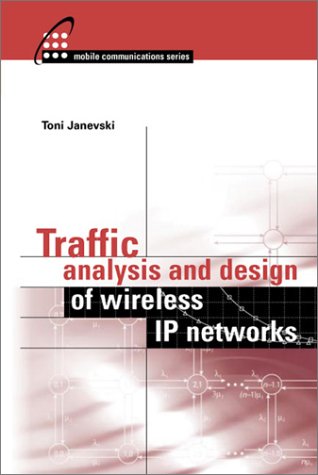 mobile communications series
Toni Janevski
Traffic
analysis and design
of wireless
IP networks